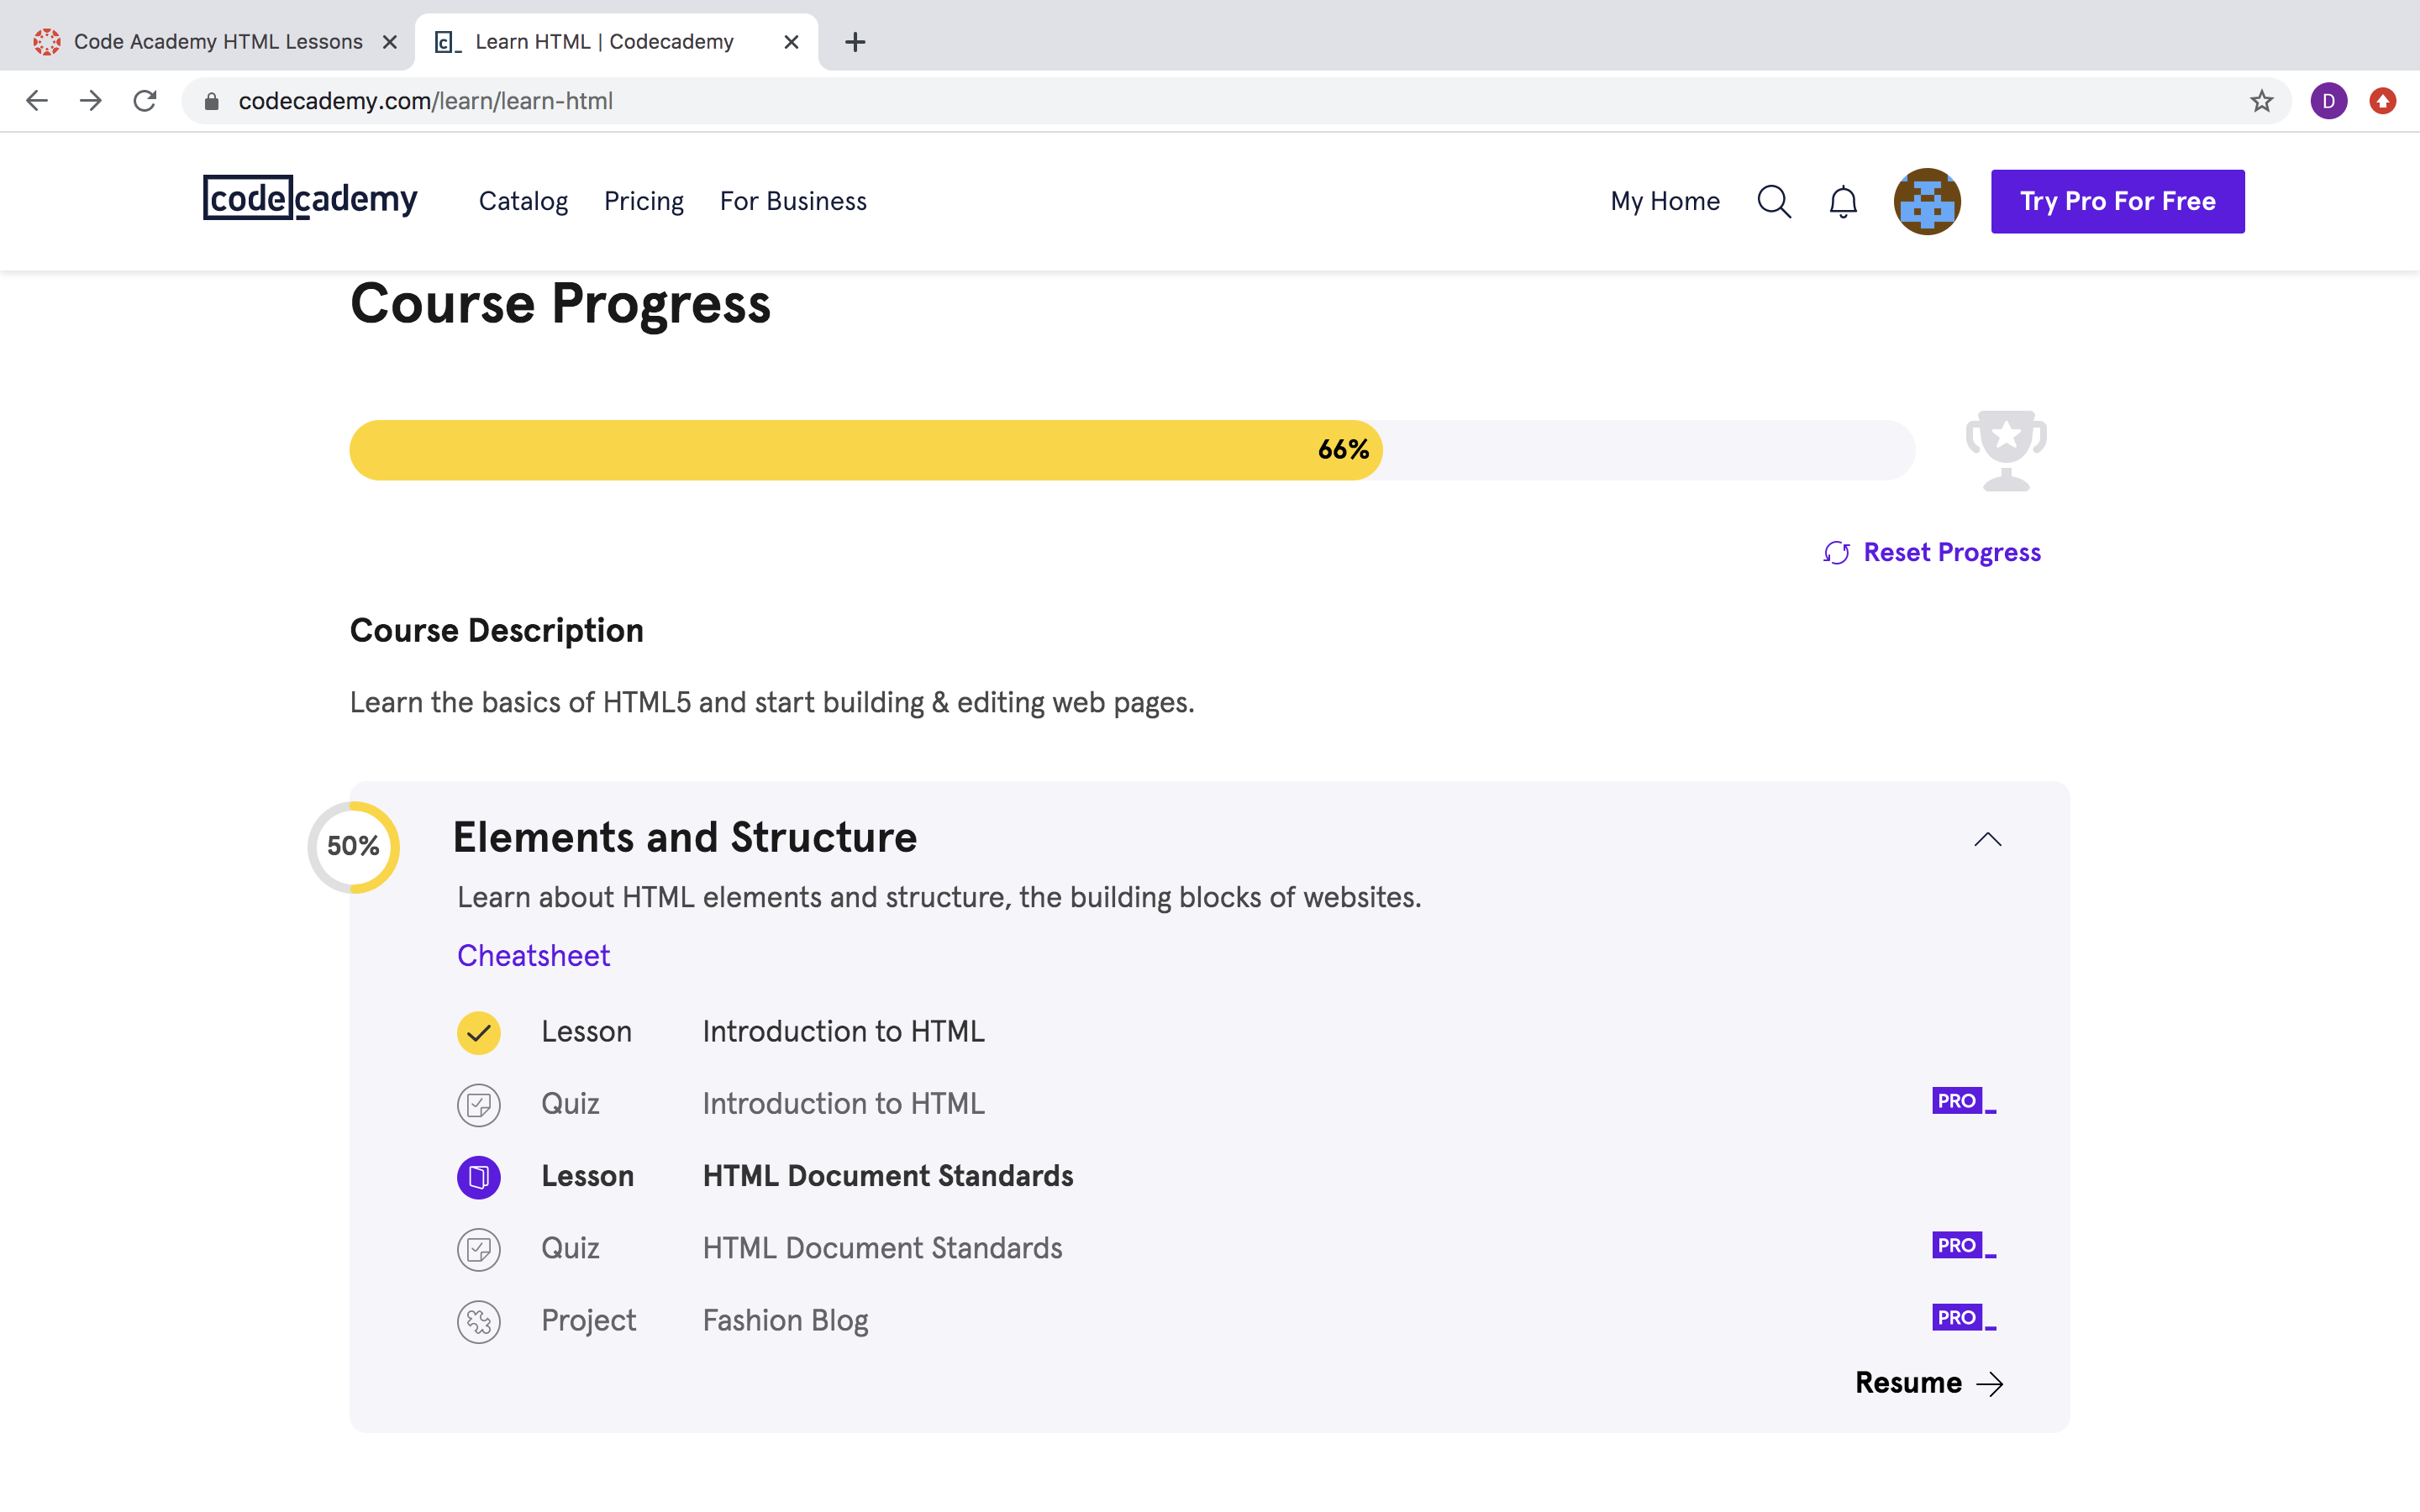 Code Academy HTML Lessons
Learn HTML | Codecademy
codecademy.com/learn/learn-html
D
codecademy
Catalog
Pricing
For Business
My Home
Try Pro For Free
Course Progress
66%
Reset Progress
Course Description
Learn the basics of HTML5 and start building & editing web pages.
50%
Elements and Structure
Learn about HTML elements and structure, the building blocks of websites.
Cheatsheet
Lesson Introduction to HTML
Quiz Introduction to HTML PRO_
Lesson HTML Document Standards
Quiz HTML Document Standards PRO_
Project Fashion Blog PRO_
Resume